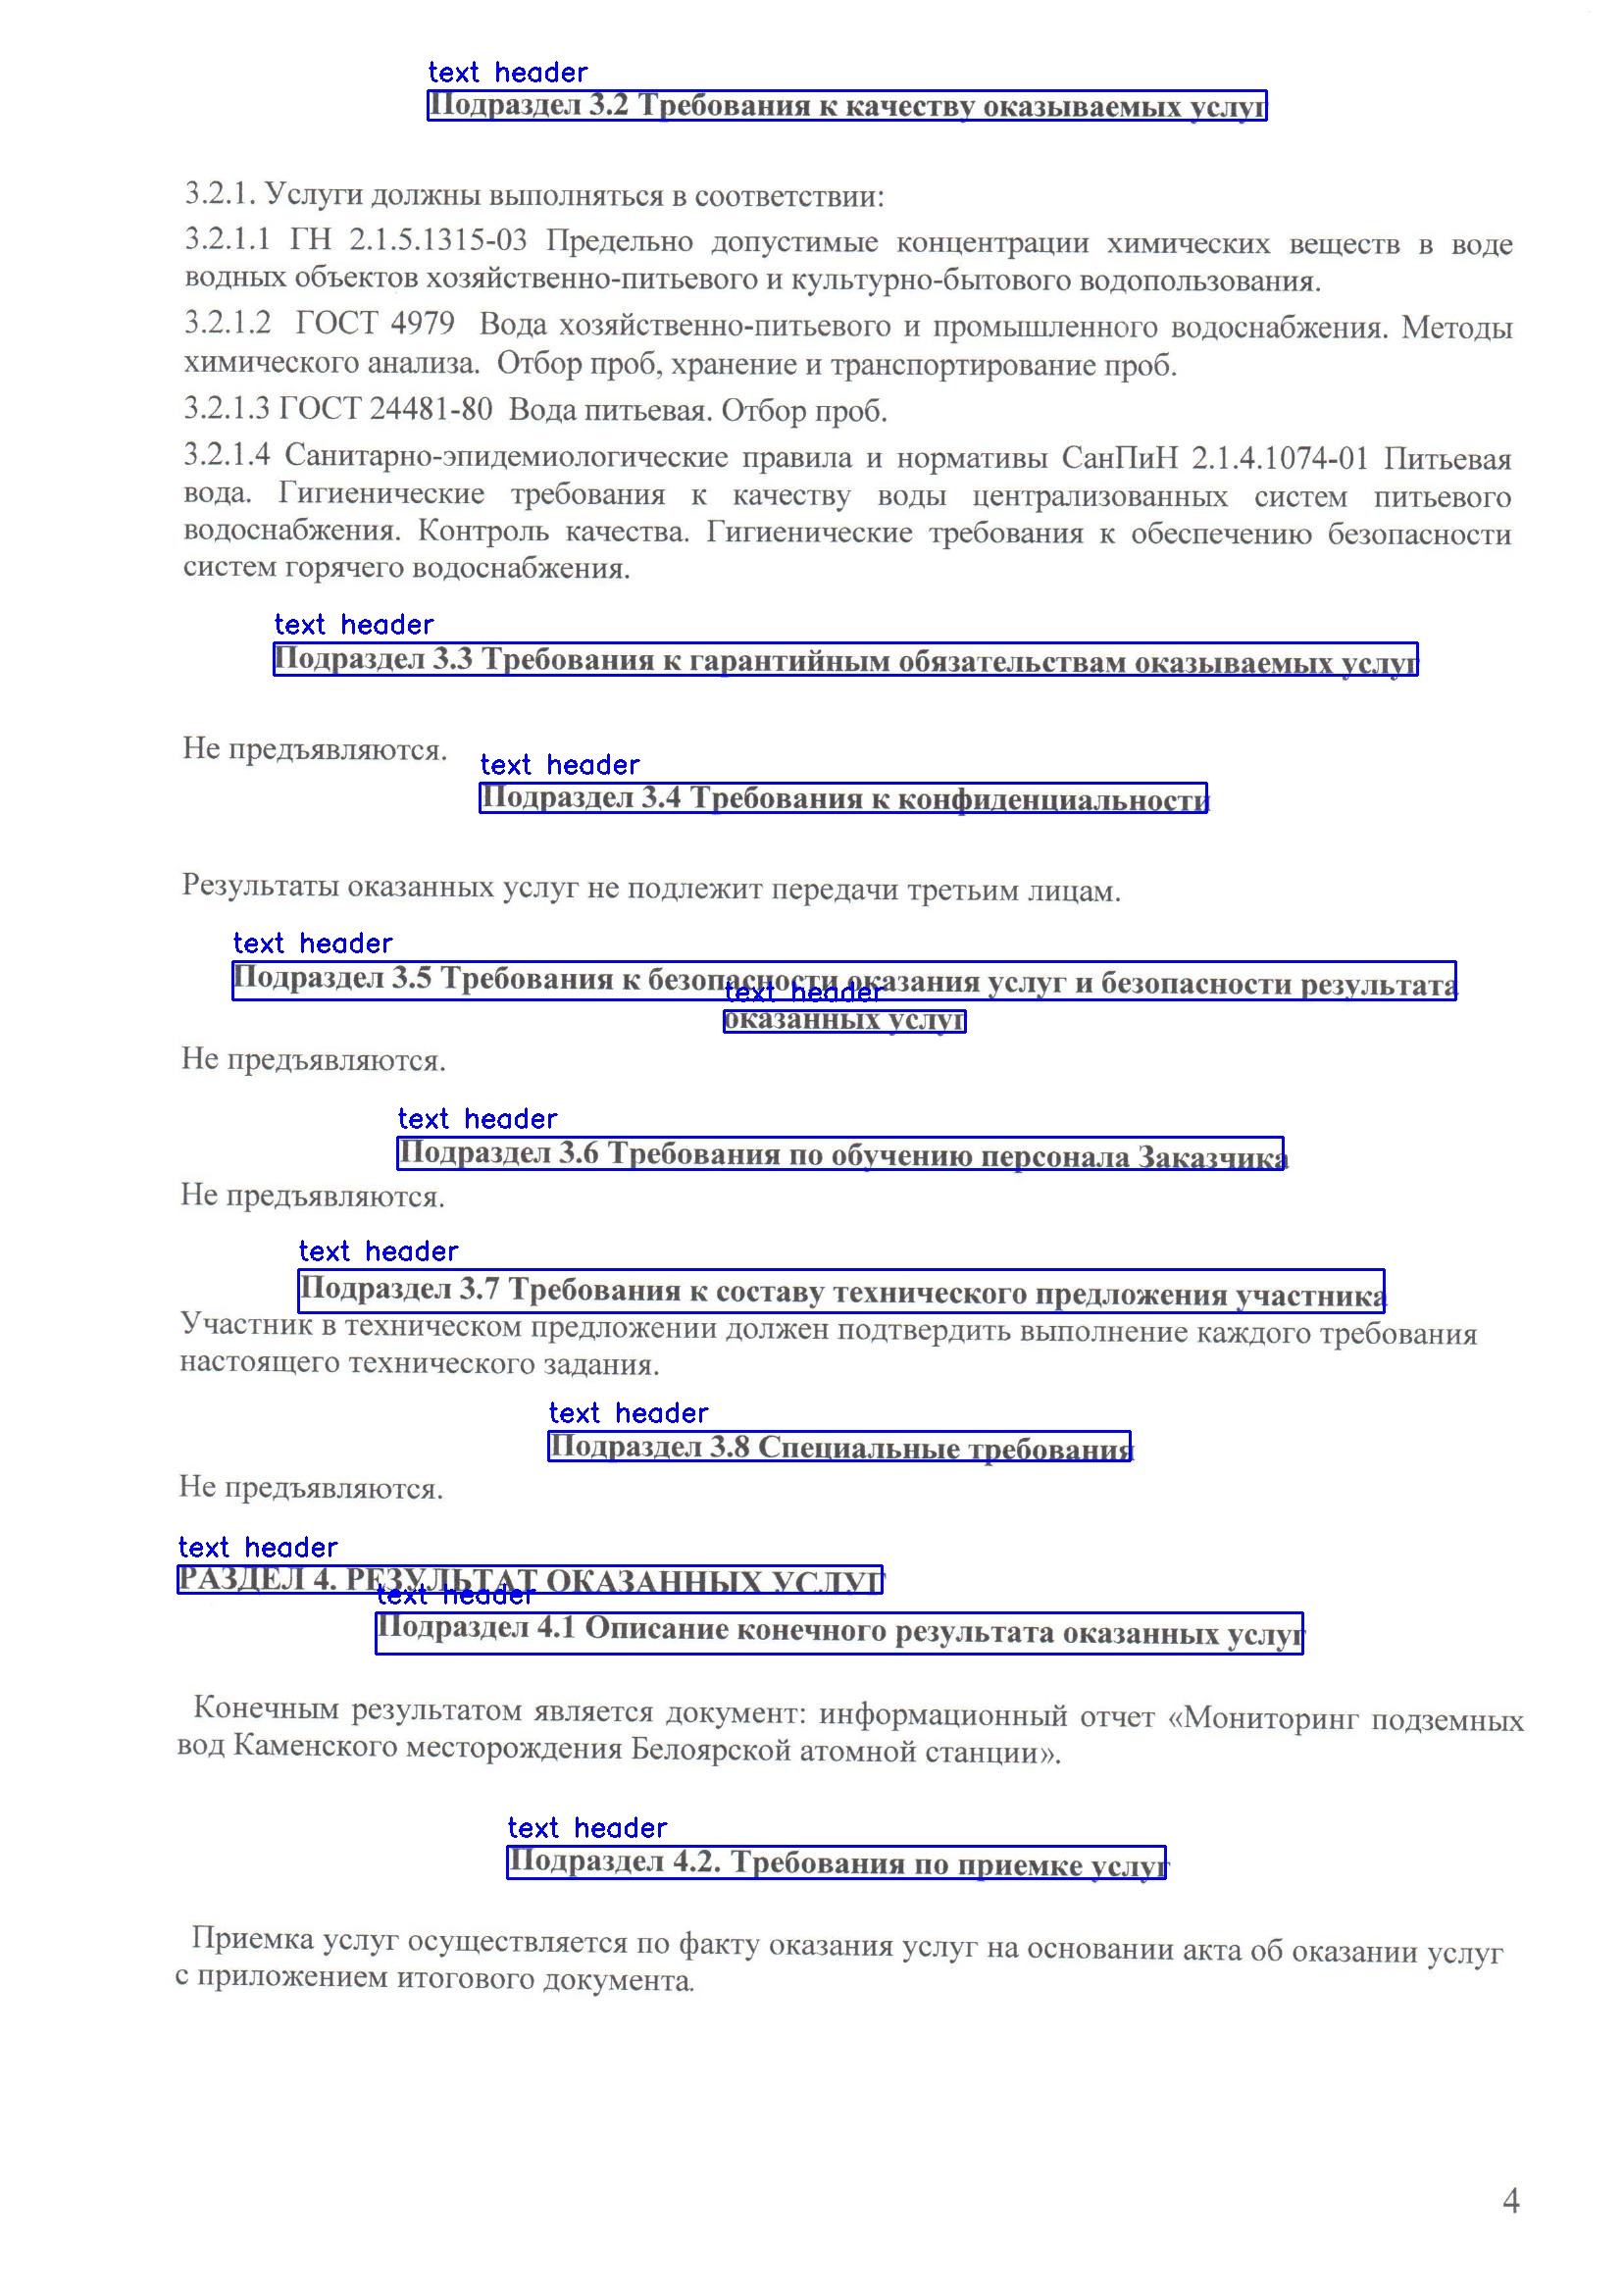 text header
Подраздел 3.2 Требования к качеству оказываемых услуг
3.2.1. Услуги должны выполняться в соответствии:
3.2.1.1 ГН 2.1.5.1315-03 Предельно допустимые концентрации химических веществ в воде
водных объектов хозяйственно-питьевого и культурно-бытового водопользования.
3.2.1.2 ГОСТ 4979 Вода хозяйственно-питьевого и промышленного водоснабжения. Методы
химического анализа. Отбор проб, хранение и транспортирование проб.
3.2.1.3 ГОСТ 24481-80 Вода питьевая. Отбор проб.
3.2.1.4 Санитарно-эпидемиологические правила и нормативы СанПиН 2.1.4.1074-01 Питьевая
вода. Гигиенические требования к качеству воды централизованных систем питьевого
водоснабжения. Контроль качества. Гигиенические требования к обеспечению безопасности
систем горячего водоснабжения.
text header
Подраздел 3.3 Требования к гарантийным обязательствам оказываемых услуг
Не предъявляются.
text header
Подраздел 3.4 Требования к конфиденциальности
Результаты оказанных услуг не подлежит передачи третьим лицам.
text header
Подраздел 3.5 Требования к безопасности оказания услуг и безопасности результата
text header
оказанных услуг
Не предъявляются.
text header
Подраздел 3.6 Требования по обучению персонала Заказчика
Не предъявляются.
text header
Подраздел 3.7 Требования к составу технического предложения участника
Участник в техническом предложении должен подтвердить выполнение каждого требования
настоящего технического задания.
text header
Подраздел 3.8 Специальные требования
Не предъявляются.
text header
РАЗДЕЛ 4. РЕЗУЛЬТАТ ОКАЗАННЫХ УСЛУГ
text header
Подраздел 4.1 Описание конечного результата оказанных услуг
Конечным результатом является документ: информационный отчет «Мониторинг подземных
вод Каменского месторождения Белоярской атомной станции».
text header
Подраздел 4.2. Требования по приемке услуг
Приемка услуг осуществляется по факту оказания услуг на основании акта об оказании услуг
с приложением итогового документа.
4